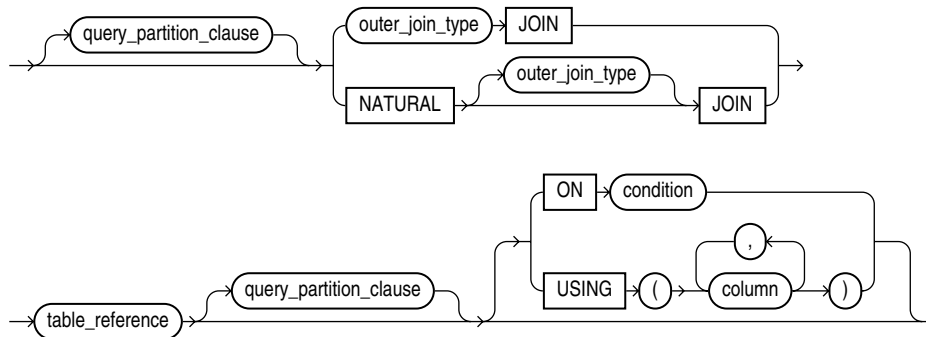 query_partition_clause outer_join_type JOIN
outer_join_type
NATURAL JOIN
ON condition
,
query_partition_clause USING ( column )
table_reference